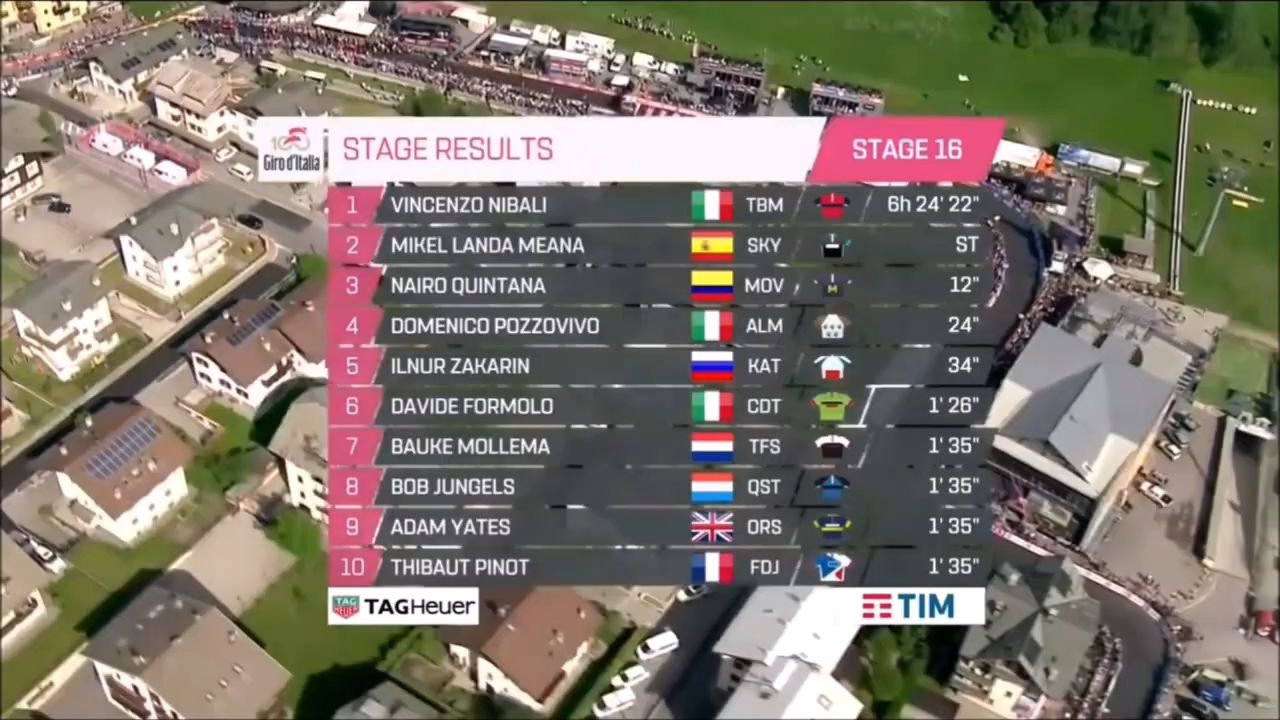 100
Giro d'Italia
STAGE RESULTS
STAGE 16
1 VINCENZO NIBALI TBM 6h 24' 22"
2 MIKEL LANDA MEANA SKY ST
3 NAIRO QUINTANA MOV 12"
4 DOMENICO POZZOVIVO ALM 24"
5 ILNUR ZAKARIN KAT 34"
6 DAVIDE FORMOLO CDT 1' 26"
7 BAUKE MOLLEMA TFS 1' 35"
8 BOB JUNGELS QST 1' 35"
9 ADAM YATES ORS 1' 35"
10 THIBAUT PINOT FDJ 1' 35"
TAG HEUER TAGHeuer
TIM